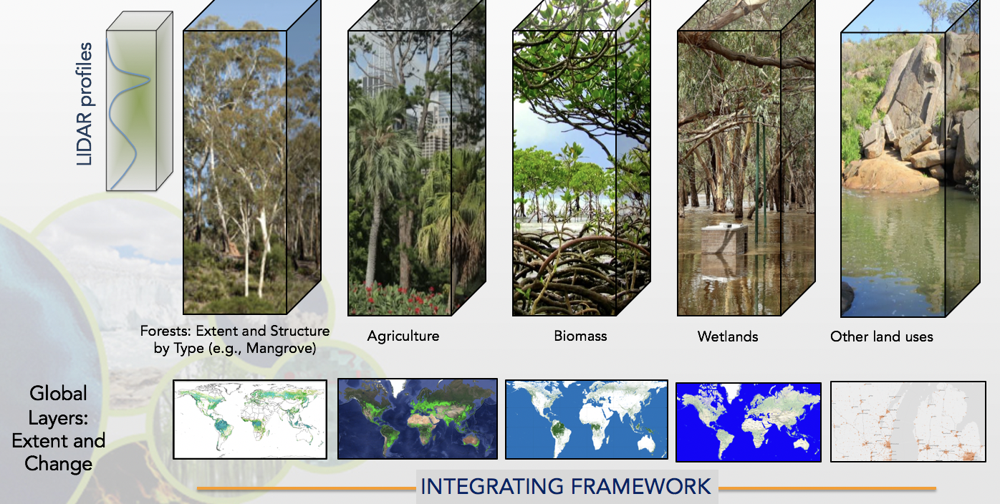 LIDAR profiles
Forests: Extent and Structure
by Type (e.g., Mangrove)
Agriculture
Biomass
Wetlands
Other land uses
Global
Layers:
Extent and
Change
INTEGRATING FRAMEWORK